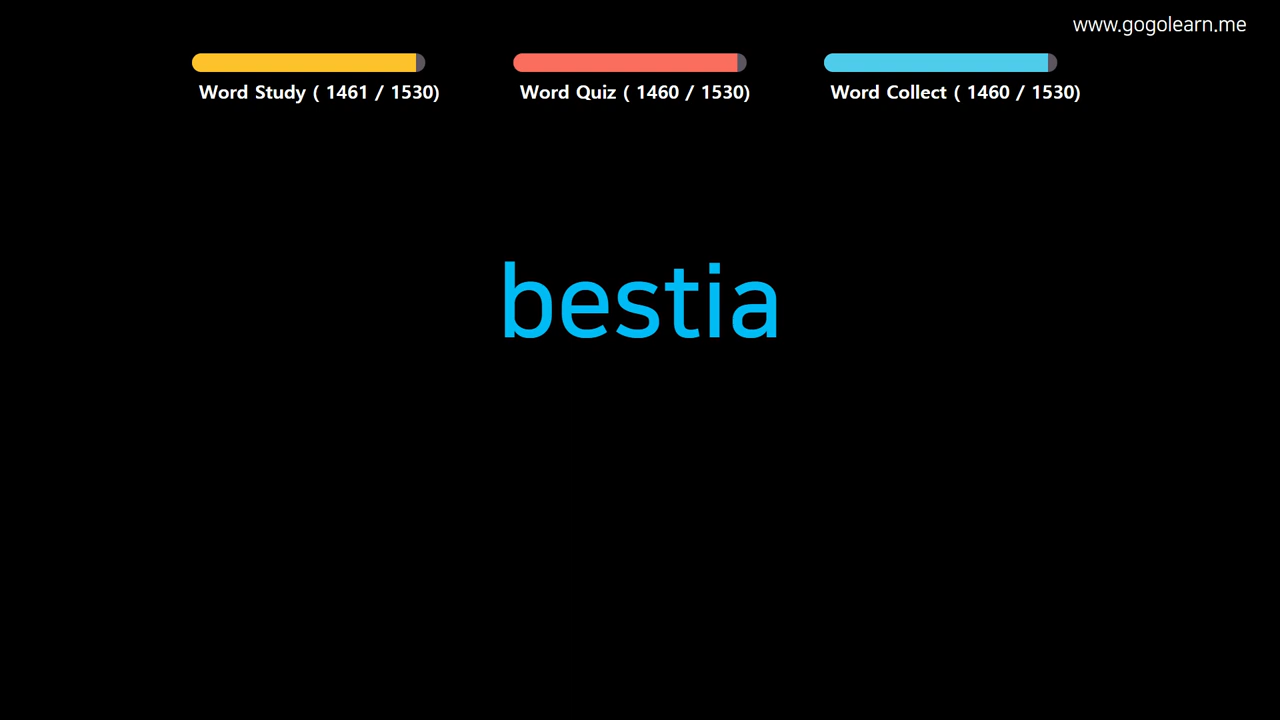 www.gogolearn.me
Word Study ( 1461 / 1530)
Word Quiz ( 1460 / 1530)
Word Collect ( 1460 / 1530)
bestia